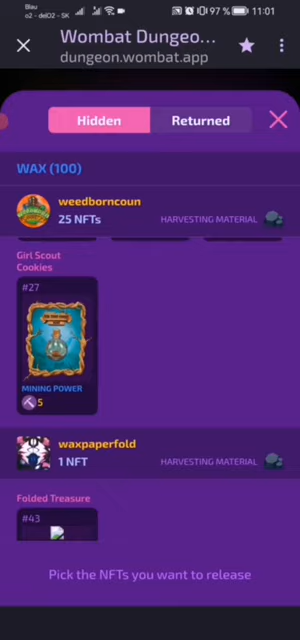 Blau
o2 - de
O2 - SK
97 %
11:01
Wombat Dungeo...
dungeon.wombat.app
Hidden
Returned
WAX (100)
weedborncoun
25 NFTs
HARVESTING MATERIAL
Girl Scout
Cookies
#27
MINING POWER
5
waxpaperfold
1 NFT
HARVESTING MATERIAL
Folded Treasure
#43
Pick the NFTs you want to release